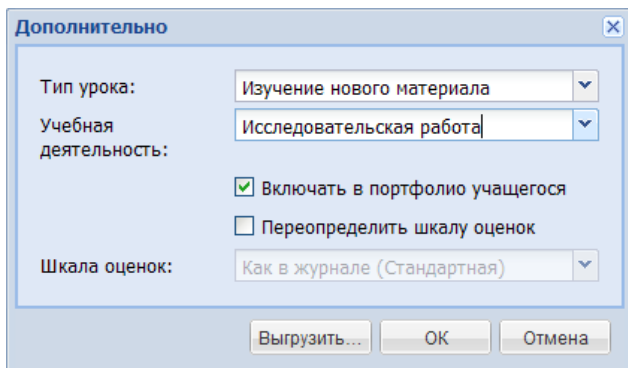 Дополнительно
Тип урока: Изучение нового материала
Учебная
деятельность: Исследовательская работа
Включать в портфолио учащегося
Переопределить шкалу оценок
Шкала оценок: Как в журнале (Стандартная)
Выгрузить... ОК Отмена